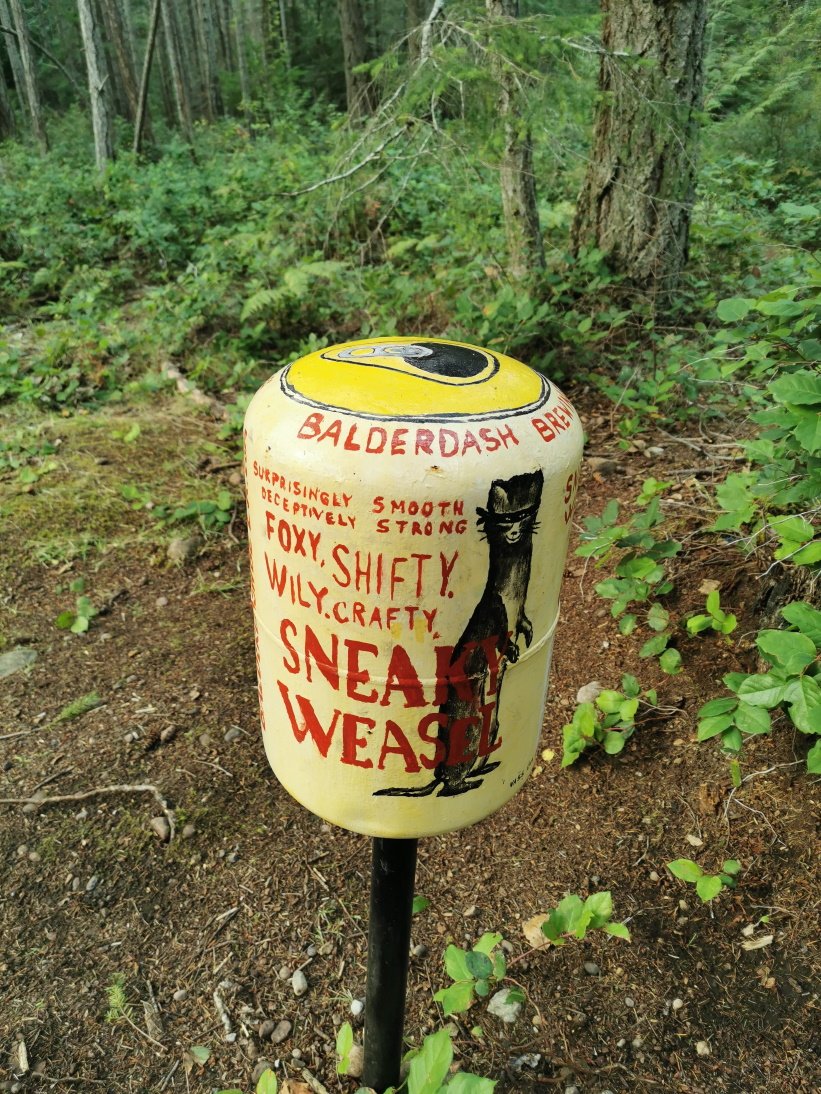 BALDERDASH BREW
SURPRISINGLY SMOOTH
DECEPTIVELY STRONG
FOXY, SHIFTY,
WILY, CRAFTY,
SNEAKY
WEASEL